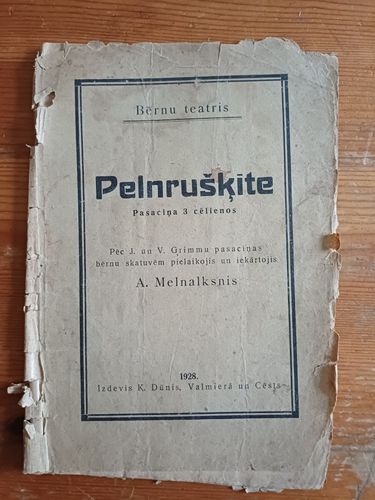 Bērnu teatris
Pelnrušķite
Pasaciņa 3 cēlienos
Pēc J. un V. Grimmu pasaciņas
bērnu skatuvēm pielaikojis un iekārtojis
A. Melnalksnis
1928.
Izdevis K. Dūnis, Valmierā un Cēsīs